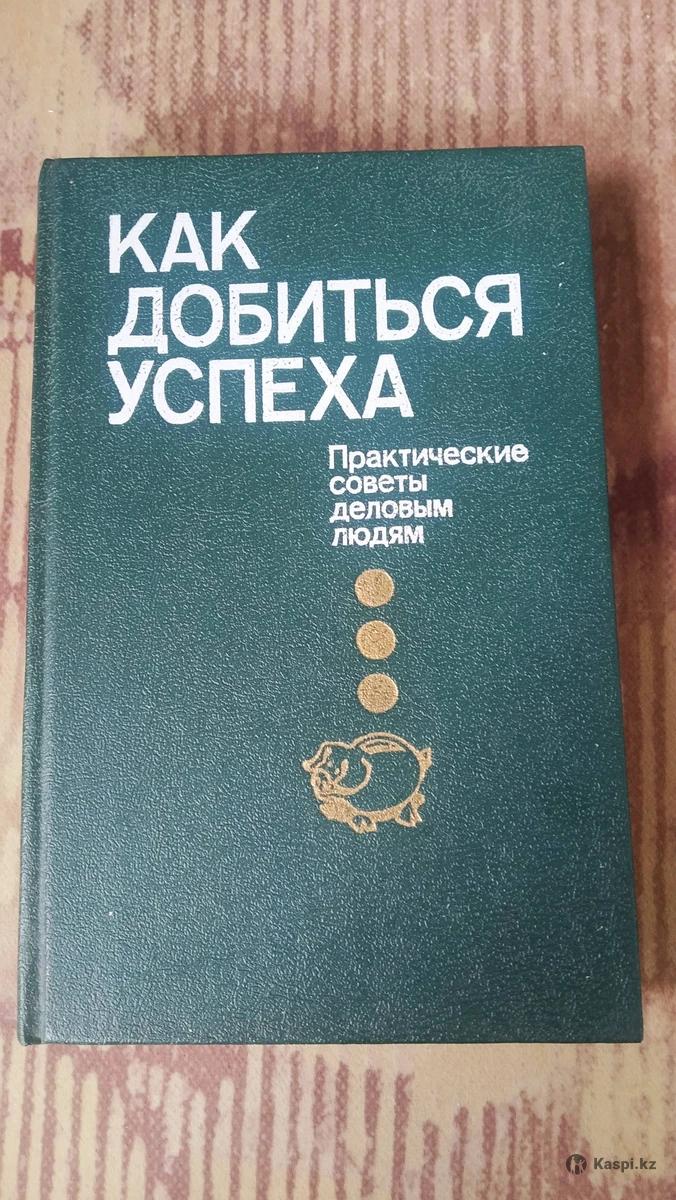 КАК
ДОБИТЬСЯ
УСПЕХА
Практические
советы
деловым
людям
Kaspi.kz